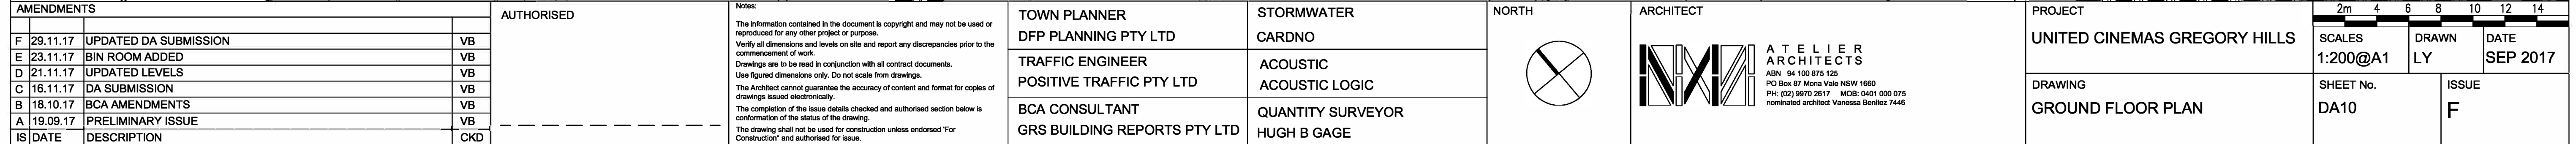 AMENDMENTS
F 29.11.17 UPDATED DA SUBMISSION VB
E 23.11.17 BIN ROOM ADDED VB
D 21.11.17 UPDATED LEVELS VB
C 16.11.17 DA SUBMISSION VB
B 18.10.17 BCA AMENDMENTS VB
A 19.09.17 PRELIMINARY ISSUE VB
IS DATE DESCRIPTION CKD
AUTHORISED
Notes:
The information contained in the document is copyright and may not be used or
reproduced for any other project or purpose.
Verify all dimensions and levels on site and report any discrepancies prior to the
commencement of work.
Drawings are to be read in conjunction with all contract documents.
Use figured dimensions only. Do not scale from drawings.
The Architect cannot guarantee the accuracy of content and format for copies of
drawings issued electronically.
The completion of the issue details checked and authorised section below is
conformation of the status of the drawing.
The drawing shall not be used for construction unless endorsed "For
Construction" and authorised for issue.
TOWN PLANNER
DFP PLANNING PTY LTD
TRAFFIC ENGINEER
POSITIVE TRAFFIC PTY LTD
BCA CONSULTANT
GRS BUILDING REPORTS PTY LTD
STORMWATER
CARDNO
ACOUSTIC
ACOUSTIC LOGIC
QUANTITY SURVEYOR
HUGH B GAGE
NORTH
ARCHITECT
ATELIER
ARCHITECTS
ABN 94 100 875 125
PO Box 87 Mona Vale NSW 1660
PH: (02) 9970 2617 MOB: 0401 000 075
nominated architect Vanessa Benitez 7446
PROJECT
UNITED CINEMAS GREGORY HILLS
DRAWING
GROUND FLOOR PLAN
2m 4 6 8 10 12 14
SCALES
1:200@A1
DRAWN
LY
DATE
SEP 2017
SHEET No.
DA10
ISSUE
F